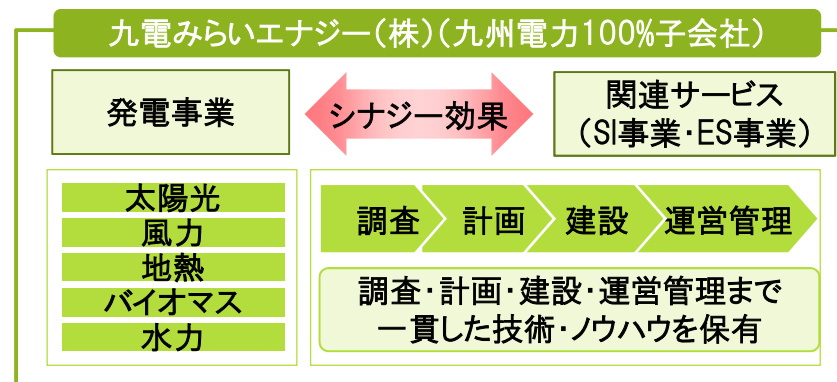 九電みらいエナジー（株）（九州電力100%子会社）
発電事業
シナジー効果
関連サービス
（SI事業・ES事業）
太陽光
風力
地熱
バイオマス
水力
調査
計画
建設
運営管理
調査・計画・建設・運営管理まで
一貫した技術・ノウハウを保有